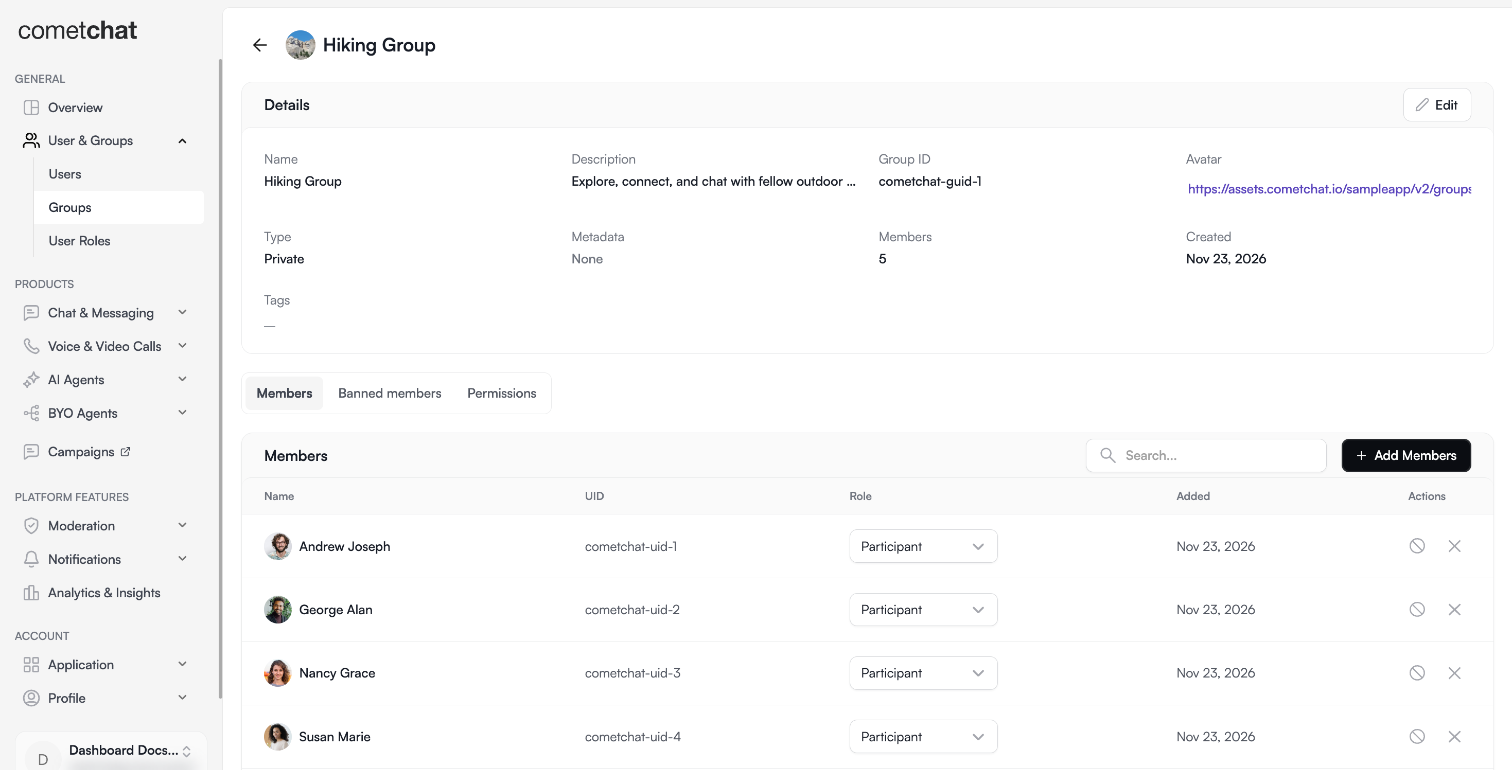 cometchat
GENERAL
Overview
User & Groups
Users
Groups
User Roles
PRODUCTS
Chat & Messaging
Voice & Video Calls
AI Agents
BYO Agents
Campaigns
PLATFORM FEATURES
Moderation
Notifications
Analytics & Insights
ACCOUNT
Application
Profile
D
Dashboard Docs...
Hiking Group
Details
Edit
Name
Description
Group ID
Avatar
Hiking Group
Explore, connect, and chat with fellow outdoor ...
cometchat-guid-1
https://assets.cometchat.io/sampleapp/v2/groups
Type
Metadata
Members
Created
Private
None
5
Nov 23, 2026
Tags
—
Members
Banned members
Permissions
Members
Search...
+ Add Members
Name
UID
Role
Added
Actions
Andrew Joseph
cometchat-uid-1
Participant
Nov 23, 2026
George Alan
cometchat-uid-2
Participant
Nov 23, 2026
Nancy Grace
cometchat-uid-3
Participant
Nov 23, 2026
Susan Marie
cometchat-uid-4
Participant
Nov 23, 2026